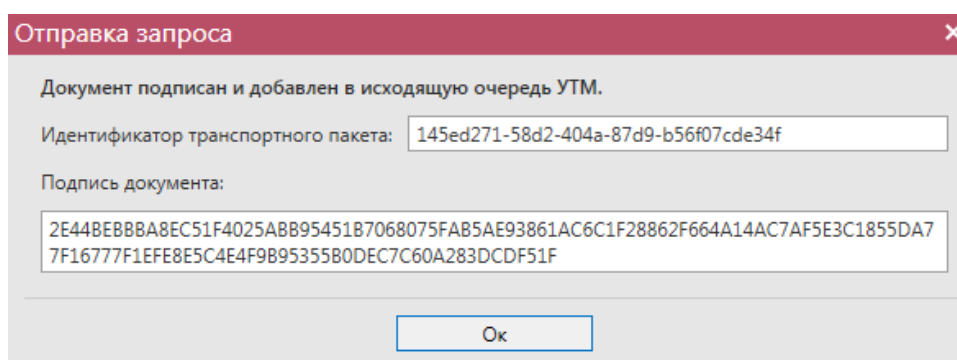 Отправка запроса
Документ подписан и добавлен в исходящую очередь УТМ.
Идентификатор транспортного пакета: 145ed271-58d2-404a-87d9-b56f07cde34f
Подпись документа:
2E44BEBBBA8EC51F4025ABB95451B7068075FAB5AE93861AC6C1F28862F664A14AC7AF5E3C1855DA7
7F16777F1EFE8E5C4E4F9B95355B0DEC7C60A283DCDF51F
Ок